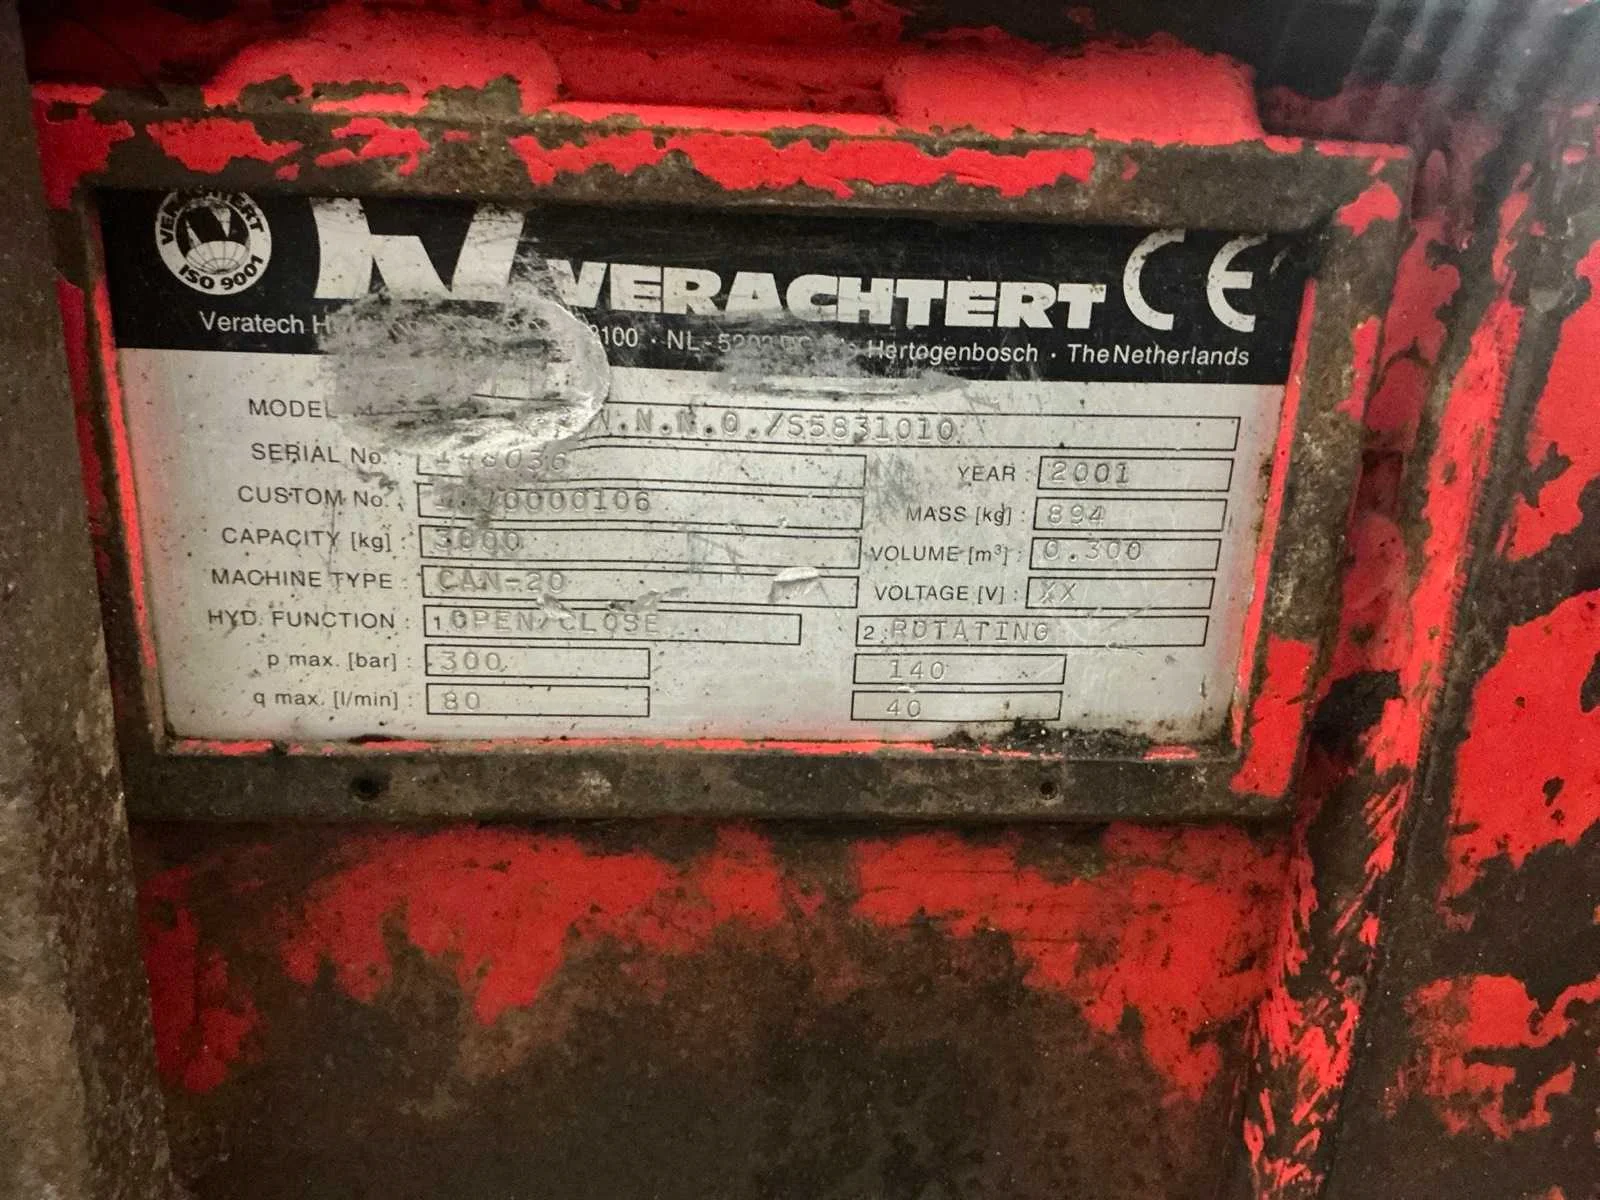 VERACHTERT
ISO 9001
VERACHTERT CE
Veratech 3100 · NL - Hertogenbosch · The Netherlands
MODEL N.N.N.0./S5831010
SERIAL No 148036
YEAR : 2001
CUSTOM No. : 0000106
MASS [kg] : 894
CAPACITY [kg] : 3000
VOLUME [m³] : 0.300
MACHINE TYPE : CAN-20
VOLTAGE [V] : XX
HYD. FUNCTION : 1 OPEN/CLOSE 2 ROTATING
p max. [bar] : 300 140
q max. [l/min] : 80 40